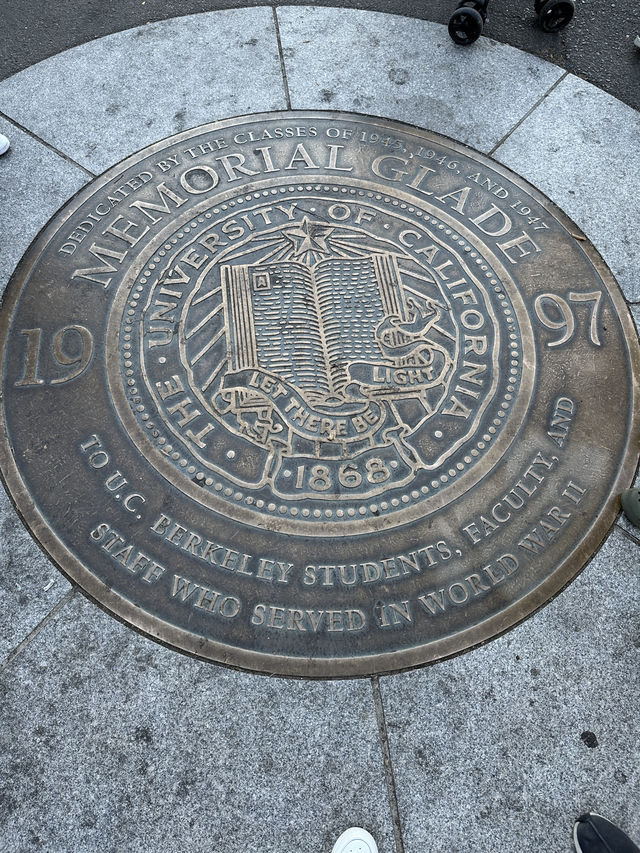 DEDICATED BY THE CLASSES OF 1945, 1946, AND 1947
MEMORIAL GLADE
19 97
THE · UNIVERSITY · OF · CALIFORNIA ·
A
LET THERE BE LIGHT
· 1868 ·
TO U.C. BERKELEY STUDENTS, FACULTY, AND
STAFF WHO SERVED IN WORLD WAR II